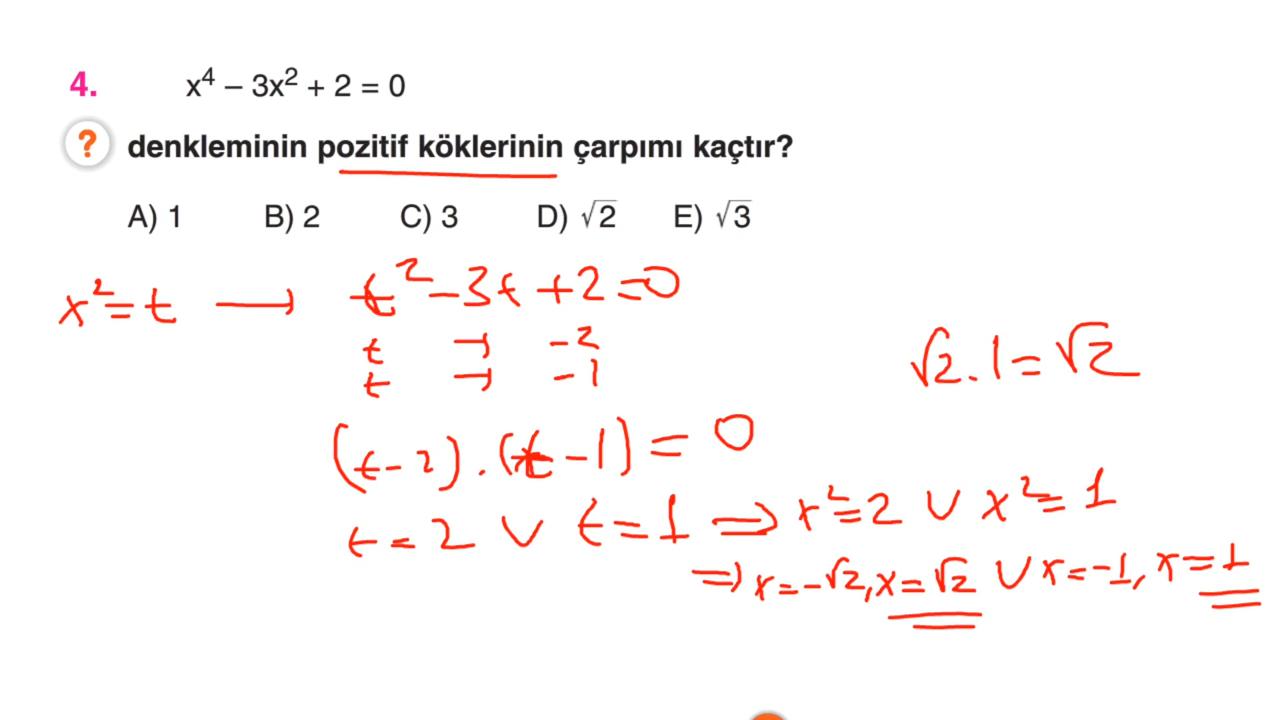 4. x⁴ – 3x² + 2 = 0
? denkleminin pozitif köklerinin çarpımı kaçtır?
A) 1 B) 2 C) 3 D) √2 E) √3
x² = t → t² - 3t + 2 = 0
t → -2
t → -1
√2 . 1 = √2
(t - 2) . (t - 1) = 0
t = 2 ∨ t = 1 ⇒ x² = 2 ∨ x² = 1
⇒ x = -√2, x = √2 ∨ x = -1, x = 1